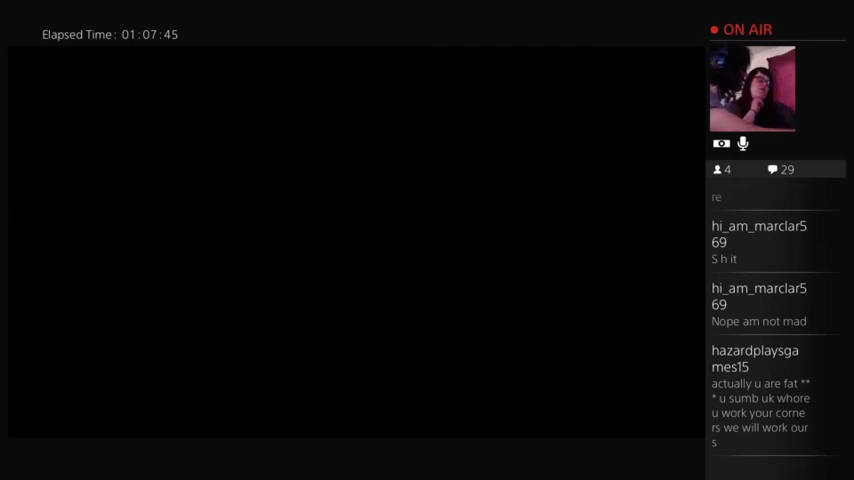 Elapsed Time: 01:07:45
ON AIR
4 29
re
hi_am_marclar5
69
S h it
hi_am_marclar5
69
Nope am not mad
hazardplaysga
mes15
actually u are fat **
* u sumb uk whore
u work your corne
rs we will work our
s